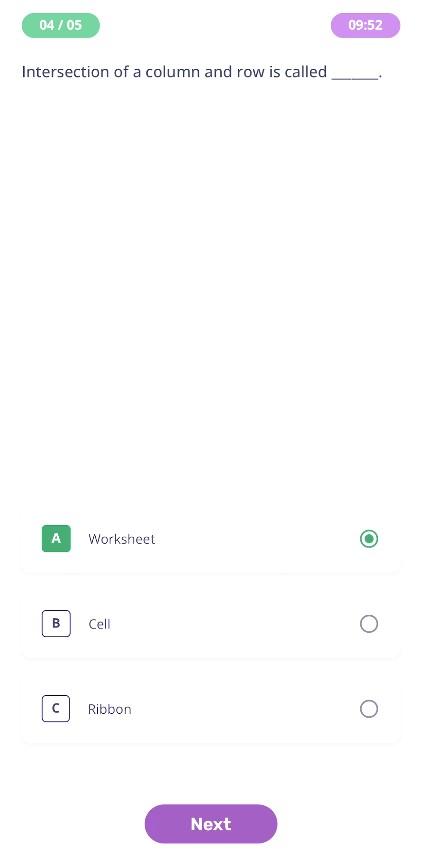 04 / 05
09:52
Intersection of a column and row is called ______.
A Worksheet
B Cell
C Ribbon
Next